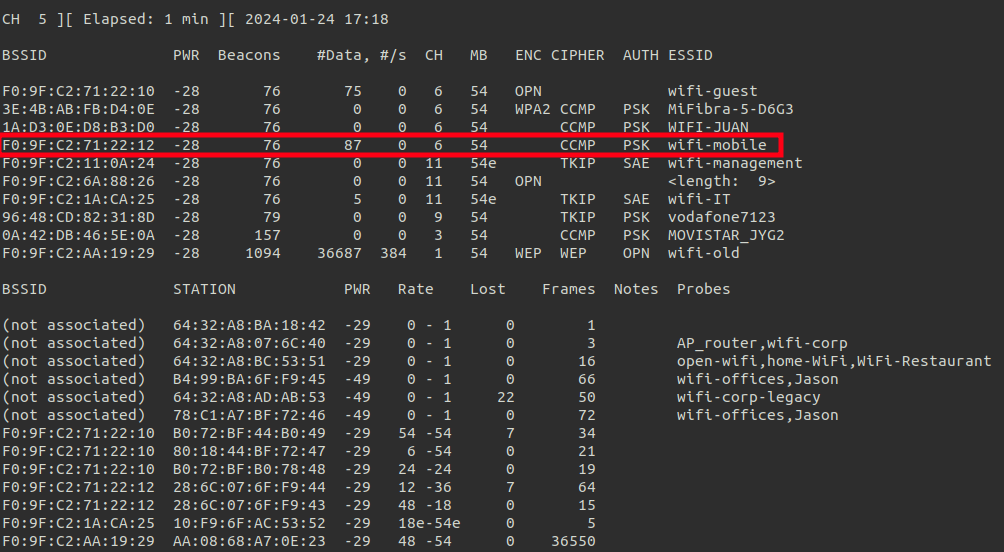 CH  5 ][ Elapsed: 1 min ][ 2024-01-24 17:18
BSSID              PWR  Beacons    #Data, #/s  CH   MB   ENC CIPHER  AUTH ESSID
F0:9F:C2:71:22:10  -28       76       75    0   6   54   OPN              wifi-guest
3E:4B:AB:FB:D4:0E  -28       76        0    0   6   54   WPA2 CCMP   PSK  MiFibra-5-D6G3
1A:D3:0E:D8:B3:D0  -28       76        0    0   6   54        CCMP   PSK  WIFI-JUAN
F0:9F:C2:71:22:12  -28       76       87    0   6   54        CCMP   PSK  wifi-mobile
F0:9F:C2:11:0A:24  -28       76        0    0  11   54e       TKIP   SAE  wifi-management
F0:9F:C2:6A:88:26  -28       76        0    0  11   54   OPN              <length:  9>
F0:9F:C2:1A:CA:25  -28       76        5    0  11   54e       TKIP   SAE  wifi-IT
96:48:CD:82:31:8D  -28       79        0    0   9   54        TKIP   PSK  vodafone7123
0A:42:DB:46:5E:0A  -28      157        0    0   3   54        CCMP   PSK  MOVISTAR_JYG2
F0:9F:C2:AA:19:29  -28     1094    36687  384   1   54   WEP  WEP    OPN  wifi-old
BSSID              STATION            PWR   Rate    Lost    Frames  Notes  Probes
(not associated)   64:32:A8:BA:18:42  -29    0 - 1      0        1
(not associated)   64:32:A8:07:6C:40  -29    0 - 1      0        3         AP_router,wifi-corp
(not associated)   64:32:A8:BC:53:51  -29    0 - 1      0       16         open-wifi,home-WiFi,WiFi-Restaurant
(not associated)   B4:99:BA:6F:F9:45  -49    0 - 1      0       66         wifi-offices,Jason
(not associated)   64:32:A8:AD:AB:53  -49    0 - 1     22       50         wifi-corp-legacy
(not associated)   78:C1:A7:BF:72:46  -49    0 - 1      0       72         wifi-offices,Jason
F0:9F:C2:71:22:10  B0:72:BF:44:B0:49  -29   54 -54      7       34
F0:9F:C2:71:22:10  80:18:44:BF:72:47  -29    6 -54      0       21
F0:9F:C2:71:22:10  B0:72:BF:B0:78:48  -29   24 -24      0       19
F0:9F:C2:71:22:12  28:6C:07:6F:F9:44  -29   12 -36      7       64
F0:9F:C2:71:22:12  28:6C:07:6F:F9:43  -29   48 -18      0       15
F0:9F:C2:1A:CA:25  10:F9:6F:AC:53:52  -29   18e-54e     0        5
F0:9F:C2:AA:19:29  AA:08:68:A7:0E:23  -29   48 -54      0    36550